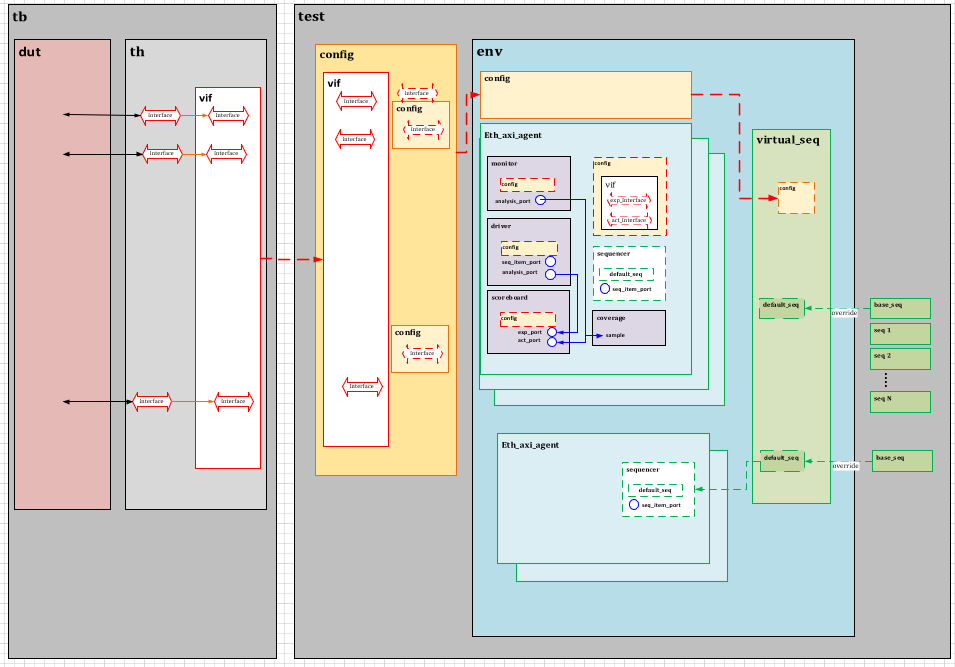 tb
dut
th
vif
interface
interface
interface
interface
interface
interface
test
config
vif
interface
interface
interface
interface
config
interface
config
interface
env
config
Eth_axi_agent
monitor
config
analysis_port
driver
config
seq_item_port
analysis_port
scoreboard
config
exp_port
act_port
config
vif
exp_interface
act_interface
sequencer
default_seq
seq_item_port
coverage
sample
Eth_axi_agent
sequencer
default_seq
seq_item_port
virtual_seq
config
default_seq
override
base_seq
seq 1
seq 2
seq N
default_seq
override
base_seq